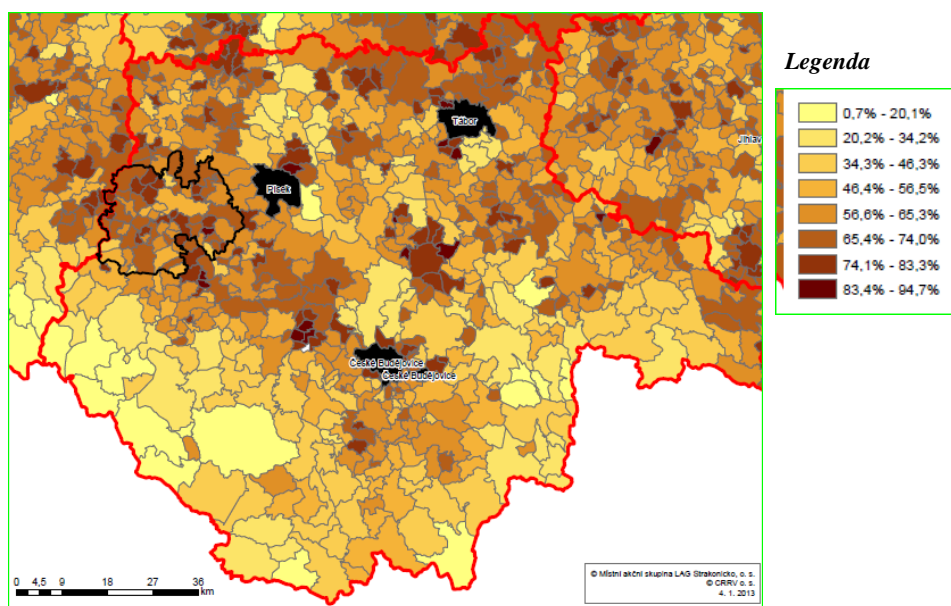 Legenda
0,7% - 20,1%
20,2% - 34,2%
34,3% - 46,3%
46,4% - 56,5%
56,6% - 65,3%
65,4% - 74,0%
74,1% - 83,3%
83,4% - 94,7%
Tábor
Jihlav
Písek
České Budějovice
České Budějovice
0 4,5 9 18 27 36
km
© Místní akční skupina LAG Strakonicko, o. s.
© CRRV o. s.
4. 1. 2013